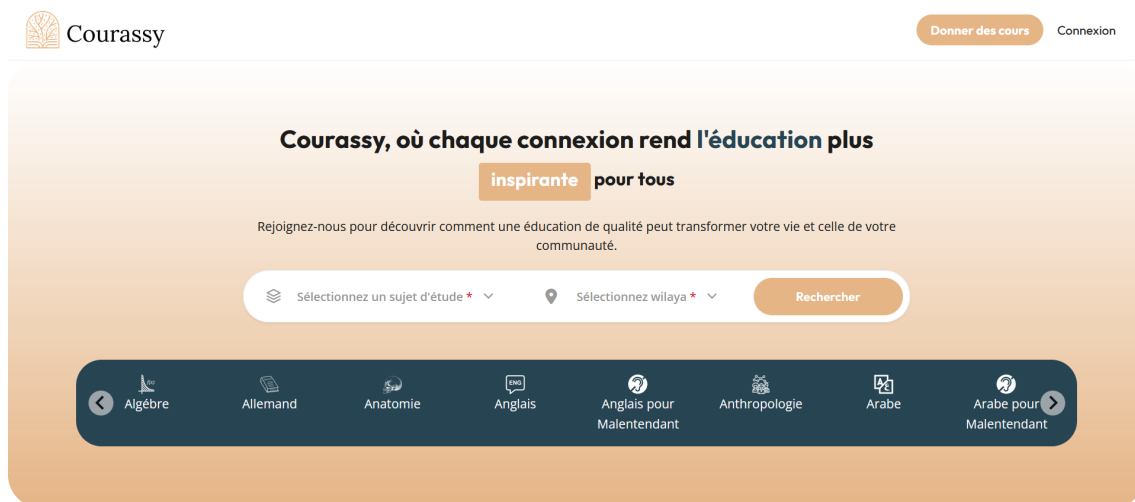 Courassy
Donner des cours
Connexion
Courassy, où chaque connexion rend l'éducation plus
inspirante pour tous
Rejoignez-nous pour découvrir comment une éducation de qualité peut transformer votre vie et celle de votre
communauté.
Sélectionnez un sujet d'étude *
Sélectionnez wilaya *
Rechercher
Algébre
Allemand
Anatomie
ENG
Anglais
Anglais pour
Malentendant
Anthropologie
Arabe
Arabe pour
Malentendant